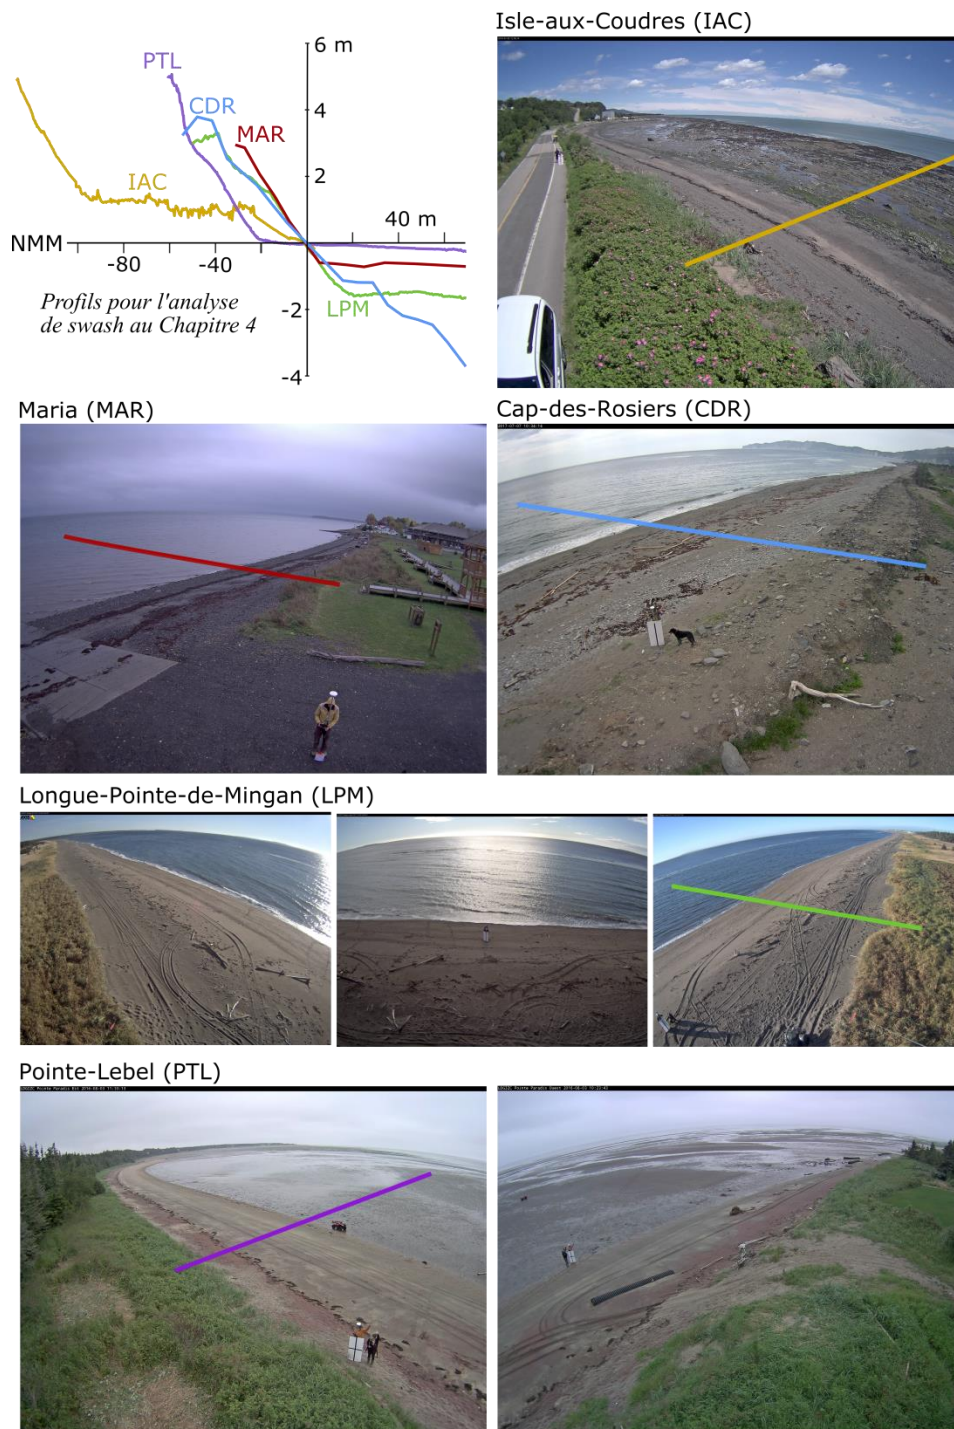 Isle-aux-Coudres (IAC)
6 m
PTL
4
CDR
MAR
IAC
2
40 m
NMM
-80
-40
Profils pour l'analyse
de swash au Chapitre 4
LPM
-2
-4
Maria (MAR)
Cap-des-Rosiers (CDR)
Longue-Pointe-de-Mingan (LPM)
Pointe-Lebel (PTL)